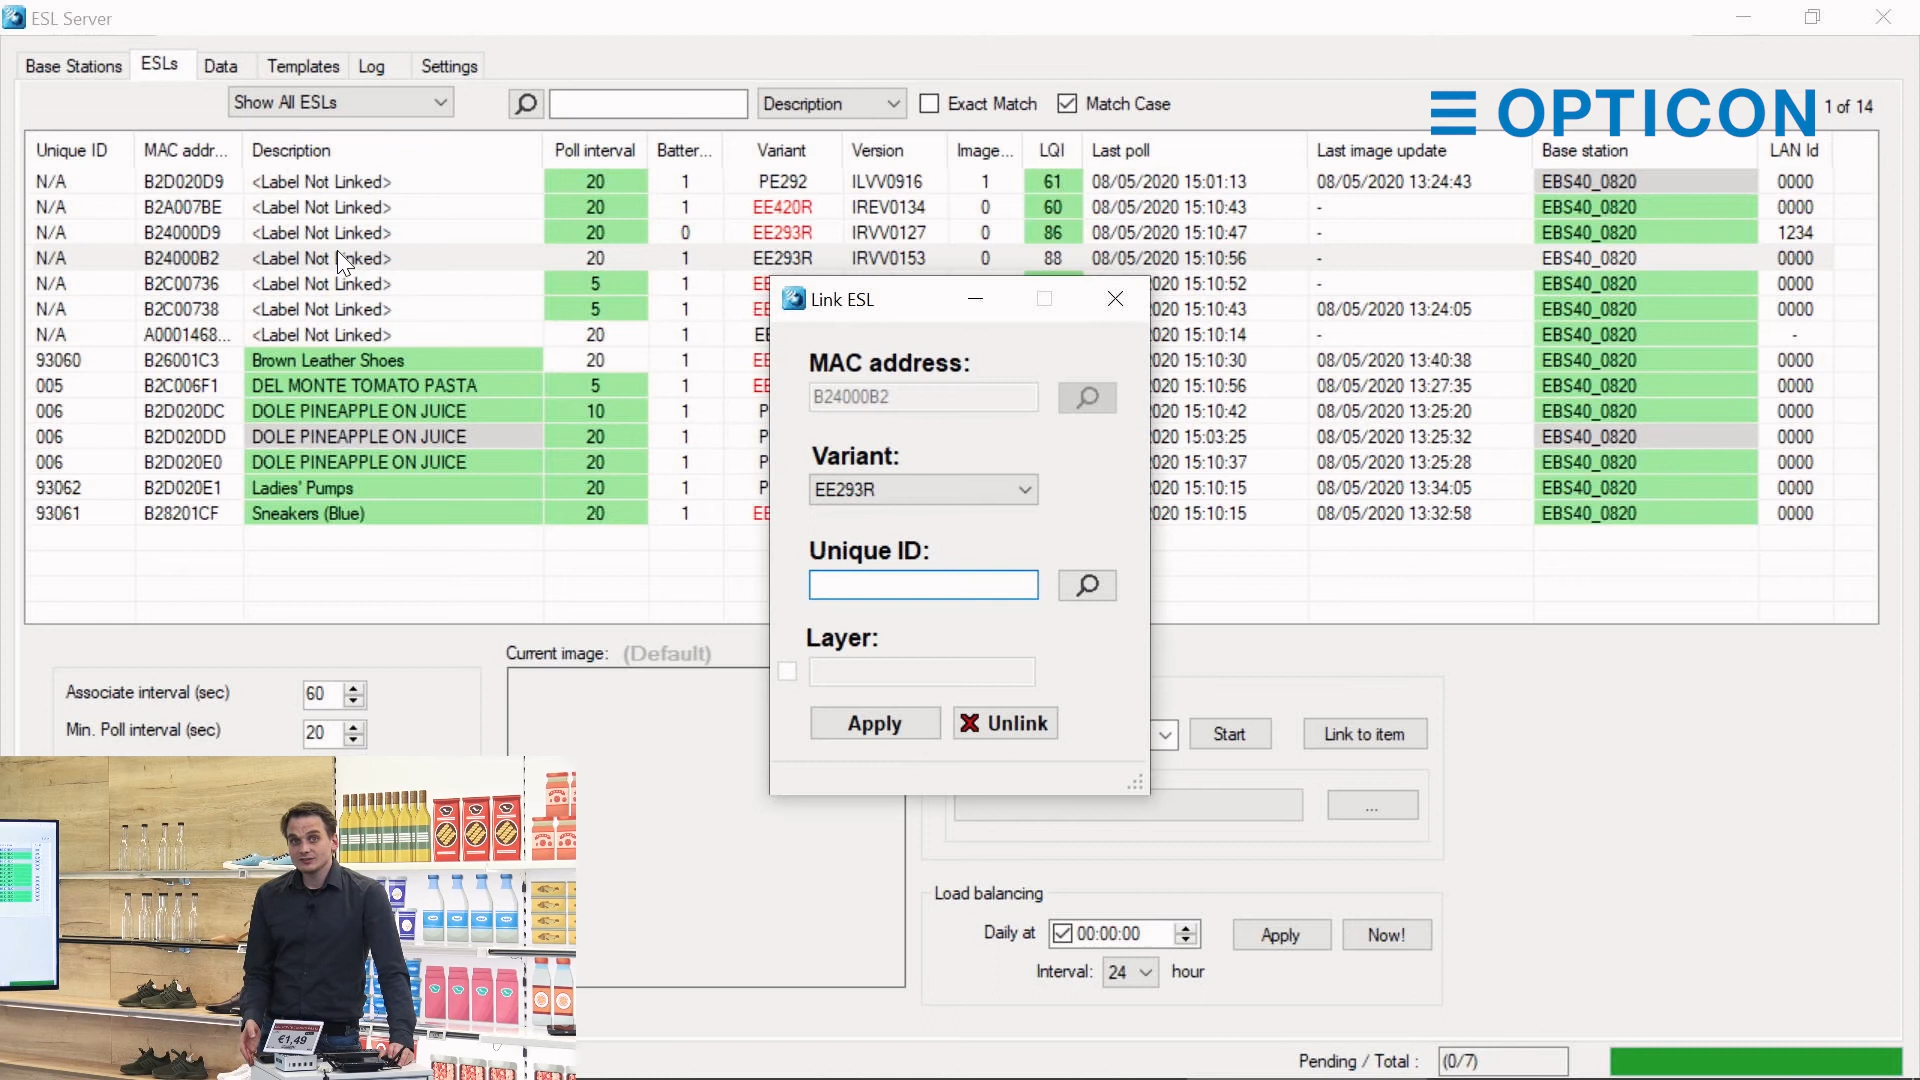 ESL Server
Base Stations ESLs Data Templates Log Settings
Show All ESLs Description Exact Match Match Case 1 of 14
OPTICON
Unique ID MAC addr... Description Poll interval Batter... Variant Version Image... LQI Last poll Last image update Base station LAN Id
N/A B2D020D9 <Label Not Linked> 20 1 PE292 ILVV0916 1 61 08/05/2020 15:01:13 08/05/2020 13:24:43 EBS40_0820 0000
N/A B2A007BE <Label Not Linked> 20 1 EE420R IREV0134 0 60 08/05/2020 15:10:43 - EBS40_0820 0000
N/A B24000D9 <Label Not Linked> 20 0 EE293R IRVV0127 0 86 08/05/2020 15:10:47 - EBS40_0820 1234
N/A B24000B2 <Label Not Linked> 20 1 EE293R IRVV0153 0 88 08/05/2020 15:10:56 - EBS40_0820 0000
N/A B2C00736 <Label Not Linked> 5 1 EE 020 15:10:52 - EBS40_0820 0000
N/A B2C00738 <Label Not Linked> 5 1 EE 020 15:10:43 08/05/2020 13:24:05 EBS40_0820 0000
N/A A0001468... <Label Not Linked> 20 1 EE 020 15:10:14 - EBS40_0820 -
93060 B26001C3 Brown Leather Shoes 20 1 EE 020 15:10:30 08/05/2020 13:40:38 EBS40_0820 0000
005 B2C006F1 DEL MONTE TOMATO PASTA 5 1 EE 020 15:10:56 08/05/2020 13:27:35 EBS40_0820 0000
006 B2D020DC DOLE PINEAPPLE ON JUICE 10 1 P 020 15:10:42 08/05/2020 13:25:20 EBS40_0820 0000
006 B2D020DD DOLE PINEAPPLE ON JUICE 20 1 P 020 15:03:25 08/05/2020 13:25:32 EBS40_0820 0000
006 B2D020E0 DOLE PINEAPPLE ON JUICE 20 1 P 020 15:10:37 08/05/2020 13:25:28 EBS40_0820 0000
93062 B2D020E1 Ladies' Pumps 20 1 P 020 15:10:15 08/05/2020 13:34:05 EBS40_0820 0000
93061 B28201CF Sneakers (Blue) 20 1 EE 020 15:10:15 08/05/2020 13:32:58 EBS40_0820 0000
Link ESL
MAC address:
B24000B2
Variant:
EE293R
Unique ID:
Layer:
Apply Unlink
Current image: (Default)
Associate interval (sec) 60
Min. Poll interval (sec) 20
Start Link to item
...
Load balancing
Daily at 00:00:00 Apply Now!
Interval: 24 hour
€1,49
Pending / Total : (0/7)